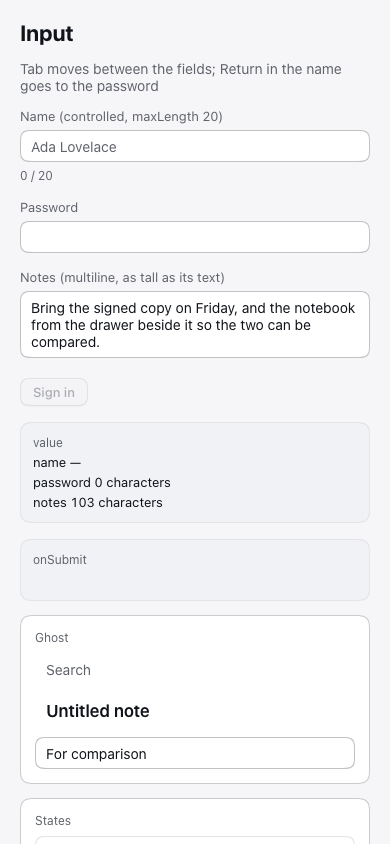 Input
Tab moves between the fields; Return in the name
goes to the password
Name (controlled, maxLength 20)
Ada Lovelace
0 / 20
Password
Notes (multiline, as tall as its text)
Bring the signed copy on Friday, and the notebook
from the drawer beside it so the two can be
compared.
Sign in
value
name —
password 0 characters
notes 103 characters
onSubmit
Ghost
Search
Untitled note
For comparison
States